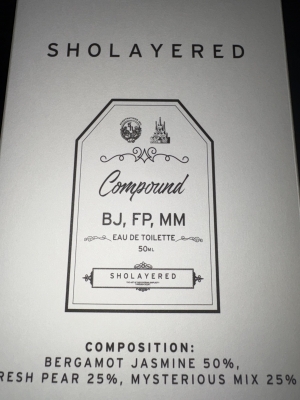 SHOLAYERED
Compound
BJ, FP, MM
EAU DE TOILETTE
50ML
SHOLAYERED
COMPOSITION:
BERGAMOT JASMINE 50%,
RESH PEAR 25%, MYSTERIOUS MIX 25%